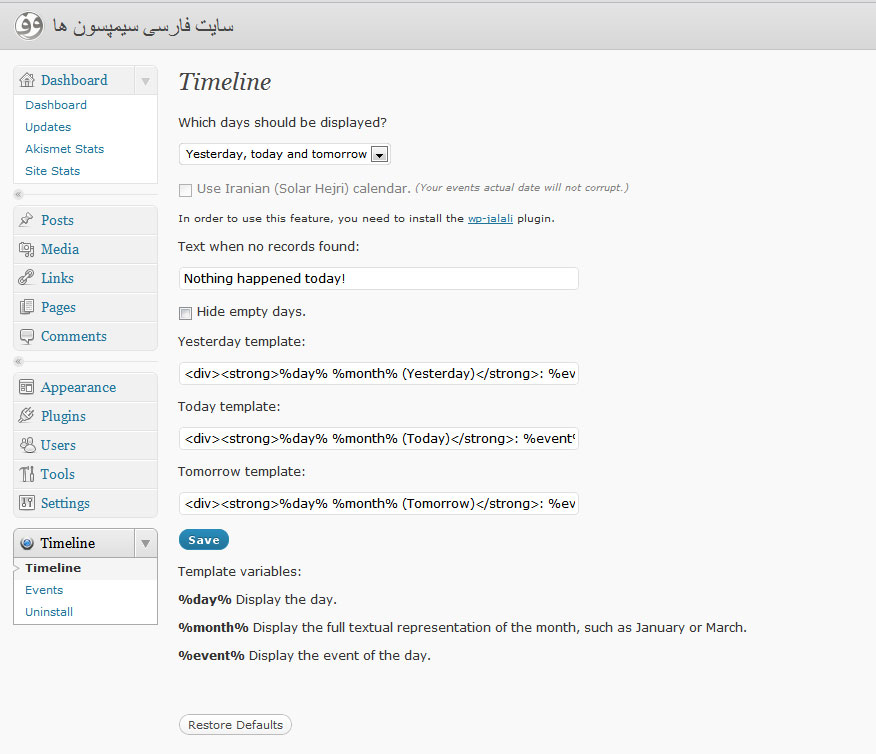 سایت فارسی سیمپسون ها
Dashboard
Dashboard
Updates
Akismet Stats
Site Stats
Posts
Media
Links
Pages
Comments
Appearance
Plugins
Users
Tools
Settings
Timeline
Timeline
Events
Uninstall
Timeline
Which days should be displayed?
Yesterday, today and tomorrow
Use Iranian (Solar Hejri) calendar. (Your events actual date will not corrupt.)
In order to use this feature, you need to install the wp-jalali plugin.
Text when no records found:
Nothing happened today!
Hide empty days.
Yesterday template:
<div><strong>%day% %month% (Yesterday)</strong>: %ev
Today template:
<div><strong>%day% %month% (Today)</strong>: %event%
Tomorrow template:
<div><strong>%day% %month% (Tomorrow)</strong>: %ev
Save
Template variables:
%day% Display the day.
%month% Display the full textual representation of the month, such as January or March.
%event% Display the event of the day.
Restore Defaults